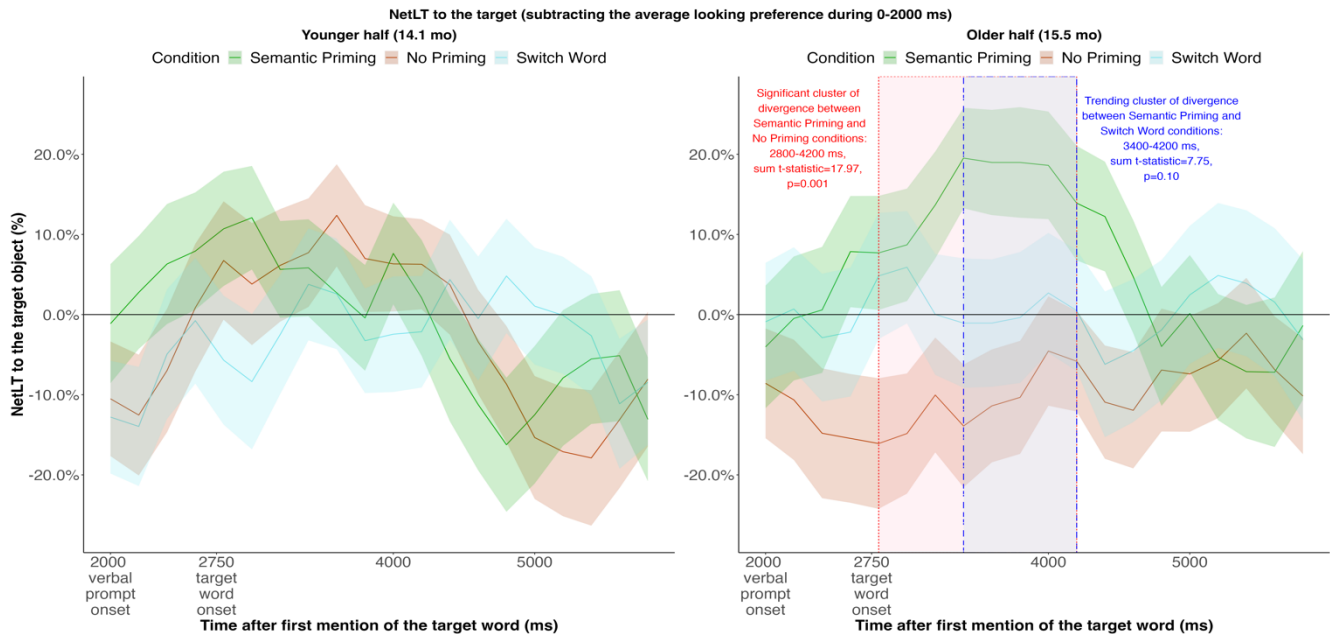 NetLT to the target (subtracting the average looking preference during 0-2000 ms)
Younger half (14.1 mo)
Condition Semantic Priming No Priming Switch Word
NetLT to the target object (%)
20.0%
10.0%
0.0%
-10.0%
-20.0%
2000
verbal
prompt
onset
2750
target
word
onset
4000
5000
Time after first mention of the target word (ms)
Older half (15.5 mo)
Condition Semantic Priming No Priming Switch Word
Significant cluster of
divergence between
Semantic Priming and
No Priming conditions:
2800-4200 ms,
sum t-statistic=17.97,
p=0.001
Trending cluster of divergence
between Semantic Priming and
Switch Word conditions:
3400-4200 ms,
sum t-statistic=7.75,
p=0.10
20.0%
10.0%
0.0%
-10.0%
-20.0%
2000
verbal
prompt
onset
2750
target
word
onset
4000
5000
Time after first mention of the target word (ms)